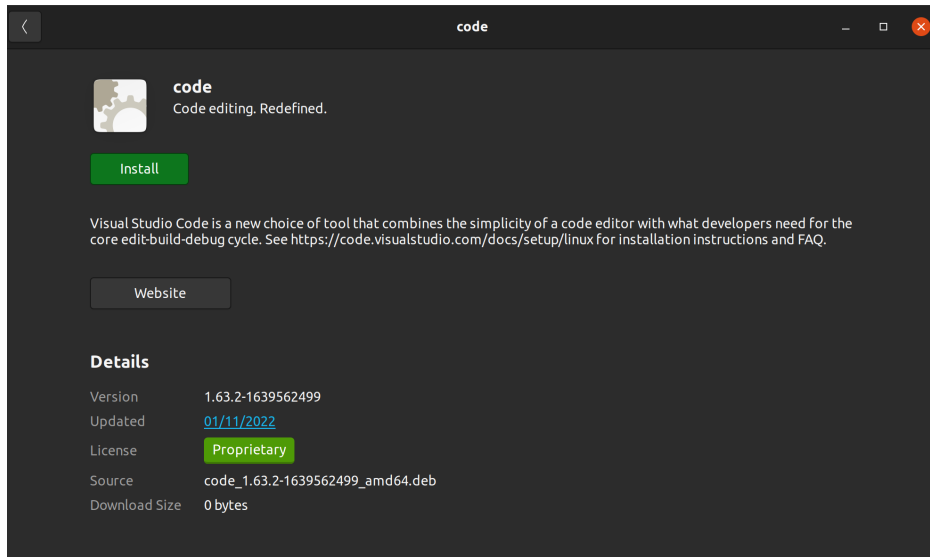 code
code
Code editing. Redefined.
Install
Visual Studio Code is a new choice of tool that combines the simplicity of a code editor with what developers need for the
core edit-build-debug cycle. See https://code.visualstudio.com/docs/setup/linux for installation instructions and FAQ.
Website
Details
Version 1.63.2-1639562499
Updated 01/11/2022
License Proprietary
Source code_1.63.2-1639562499_amd64.deb
Download Size 0 bytes